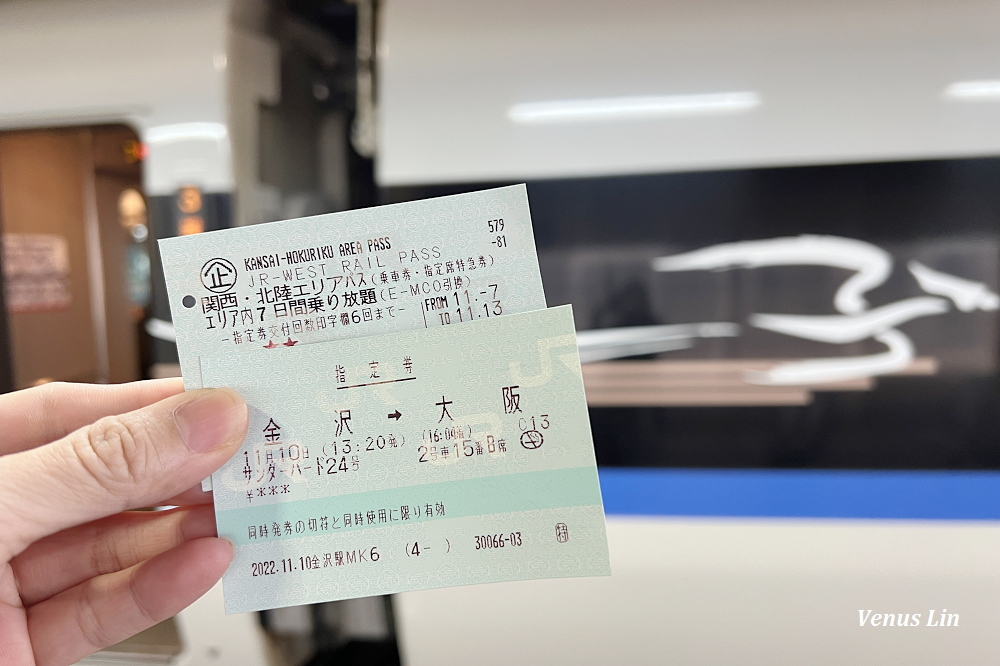 579
-81
企
KANSAI-HOKURIKU AREA PASS
JR-WEST RAIL PASS
関西・北陸エリアパス(乗車券・指定席特急券)
エリア内7日間乗り放題(E-MCO引換)
-指定券交付回数印字欄6回まで-
FROM 11.-7
TO 11.13
★★
指定券
金沢 → 大阪
11月10日 (13:20発) (16:04着) C13
サンダーバード24号 2号車15番B席
¥***
同時発券の切符と同時使用に限り有効
2022.11.10金沢駅MK6 (4- ) 30066-03 特
Venus Lin